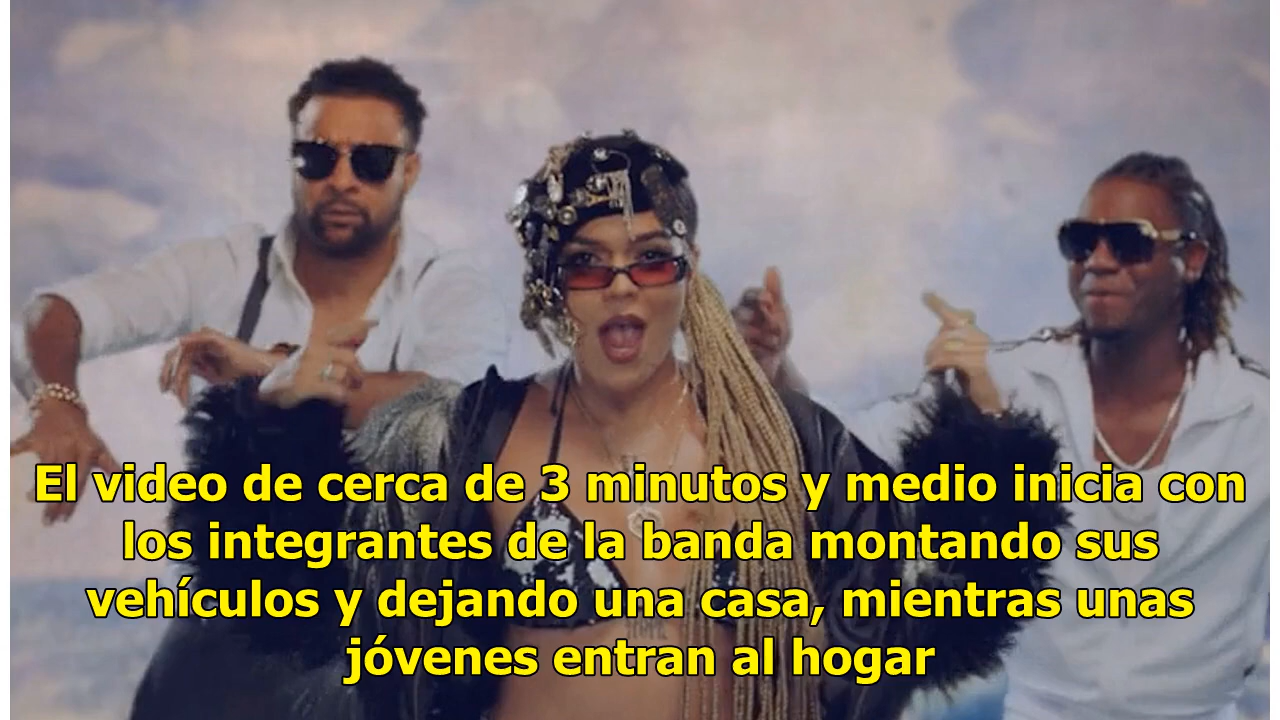 El video de cerca de 3 minutos y medio inicia con
los integrantes de la banda montando sus
vehículos y dejando una casa, mientras unas
jóvenes entran al hogar